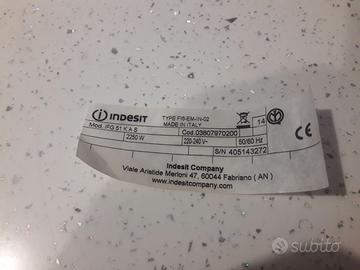 INDESIT
TYPE FI6-EM-IN-02
MADE IN ITALY
14
Mod. IFG 51 K.A S
Cod.03807970200
2250 W
220-240 V~
50/60 Hz
CE
S/N 405143272
Indesit Company
Viale Aristide Merloni 47, 60044 Fabriano ( AN )
www.indesitcompany.com
subito